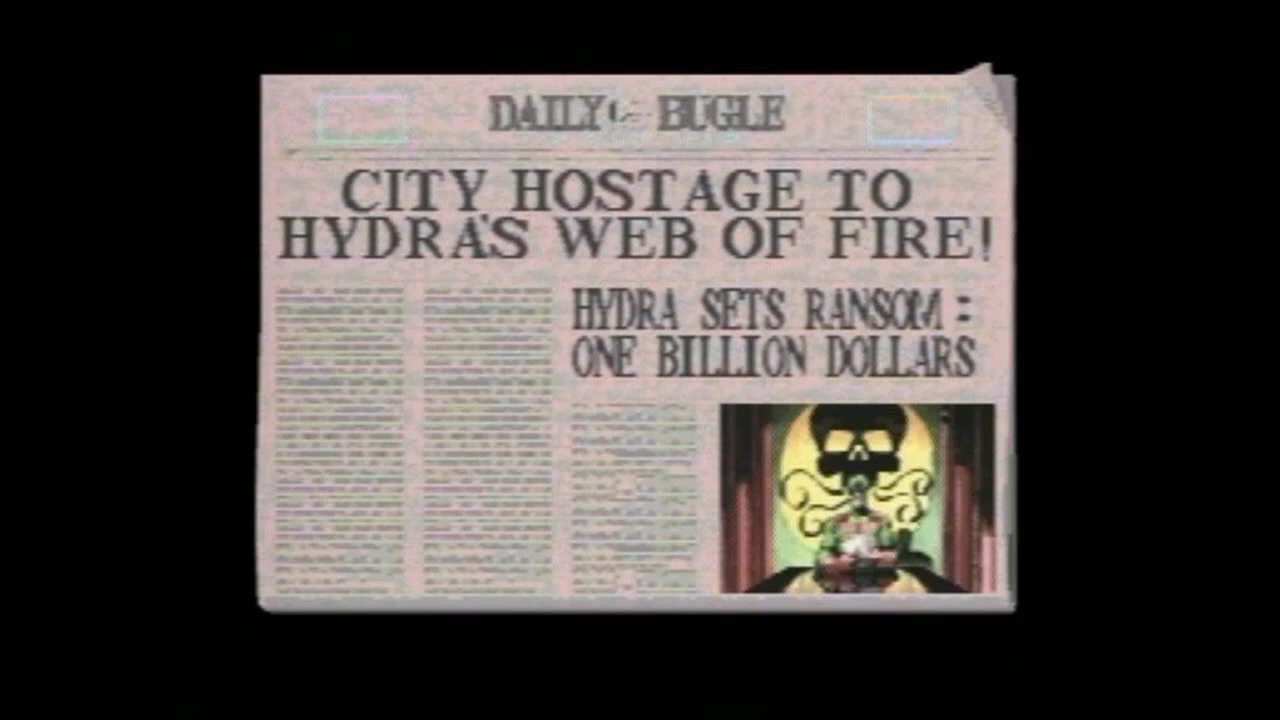 DAILY BUGLE
CITY HOSTAGE TO
HYDRA'S WEB OF FIRE!
HYDRA SETS RANSOM :
ONE BILLION DOLLARS